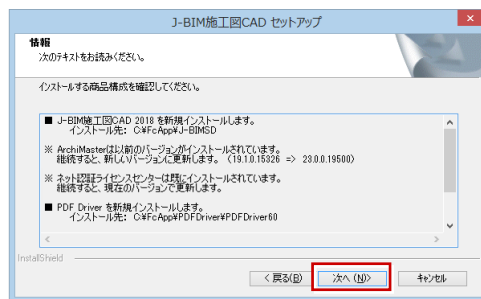 J-BIM施工図CAD セットアップ
情報
次のテキストをお読みください。
インストールする商品構成を確認してください。
■ J-BIM施工図CAD 2018 を新規インストールします。
インストール先: C:¥FcApp¥J-BIMSD
※ ArchiMasterは以前のバージョンがインストールされています。
継続すると、新しいバージョンに更新します。 (19.1.0.15326 => 23.0.0.19500)
※ ネット認証ライセンスセンターは既にインストールされています。
継続すると、現在のバージョンで更新します。
■ PDF Driver を新規インストールします。
インストール先: C:¥FcApp¥PDFDriver¥PDFDriver60
InstallShield
< 戻る(B) 次へ (N)> キャンセル